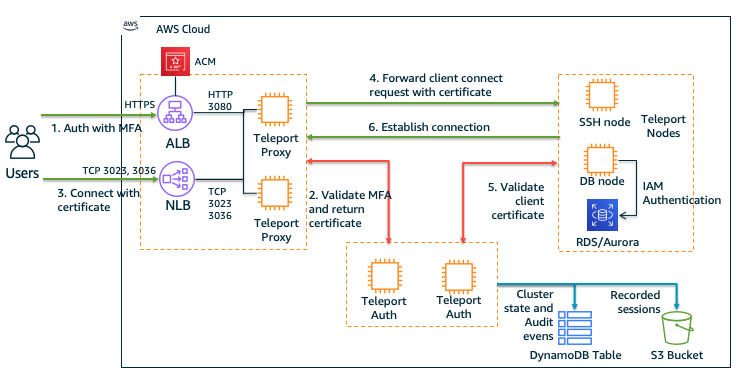 aws
AWS Cloud
ACM
HTTPS
HTTP
3080
4. Forward client connect
request with certificate
1. Auth with MFA
ALB
Teleport
Proxy
6. Establish connection
SSH node
Teleport
Nodes
Users
TCP 3023, 3036
3. Connect with
certificate
NLB
TCP
3023
3036
Teleport
Proxy
2. Validate MFA
and return
certificate
5. Validate
client
certificate
DB node
IAM
Authentication
RDS/Aurora
Teleport
Auth
Teleport
Auth
Cluster
state and
Audit
evens
Recorded
sessions
DynamoDB Table
S3 Bucket